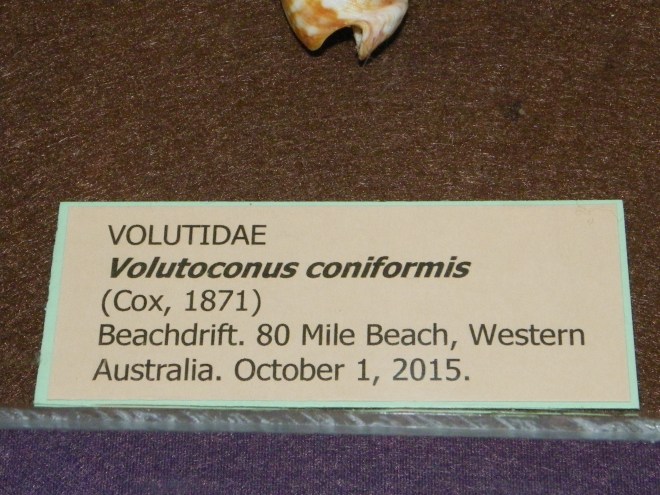 VOLUTIDAE
Volutoconus coniformis
(Cox, 1871)
Beachdrift. 80 Mile Beach, Western
Australia. October 1, 2015.